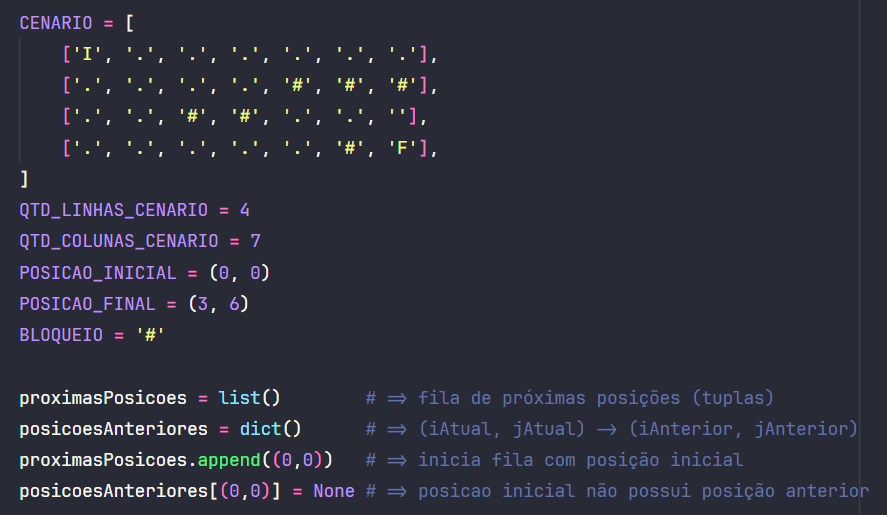 CENARIO = [
    ['I', '.', '.', '.', '.', '.', '.'],
    ['.', '.', '.', '.', '#', '#', '#'],
    ['.', '.', '#', '#', '.', '.', ''],
    ['.', '.', '.', '.', '.', '#', 'F'],
]
QTD_LINHAS_CENARIO = 4
QTD_COLUNAS_CENARIO = 7
POSICAO_INICIAL = (0, 0)
POSICAO_FINAL = (3, 6)
BLOQUEIO = '#'
proximasPosicoes = list()        # => fila de próximas posições (tuplas)
posicoesAnteriores = dict()      # => (iAtual, jAtual) -> (iAnterior, jAnterior)
proximasPosicoes.append((0,0))   # => inicia fila com posição inicial
posicoesAnteriores[(0,0)] = None # => posicao inicial não possui posição anterior